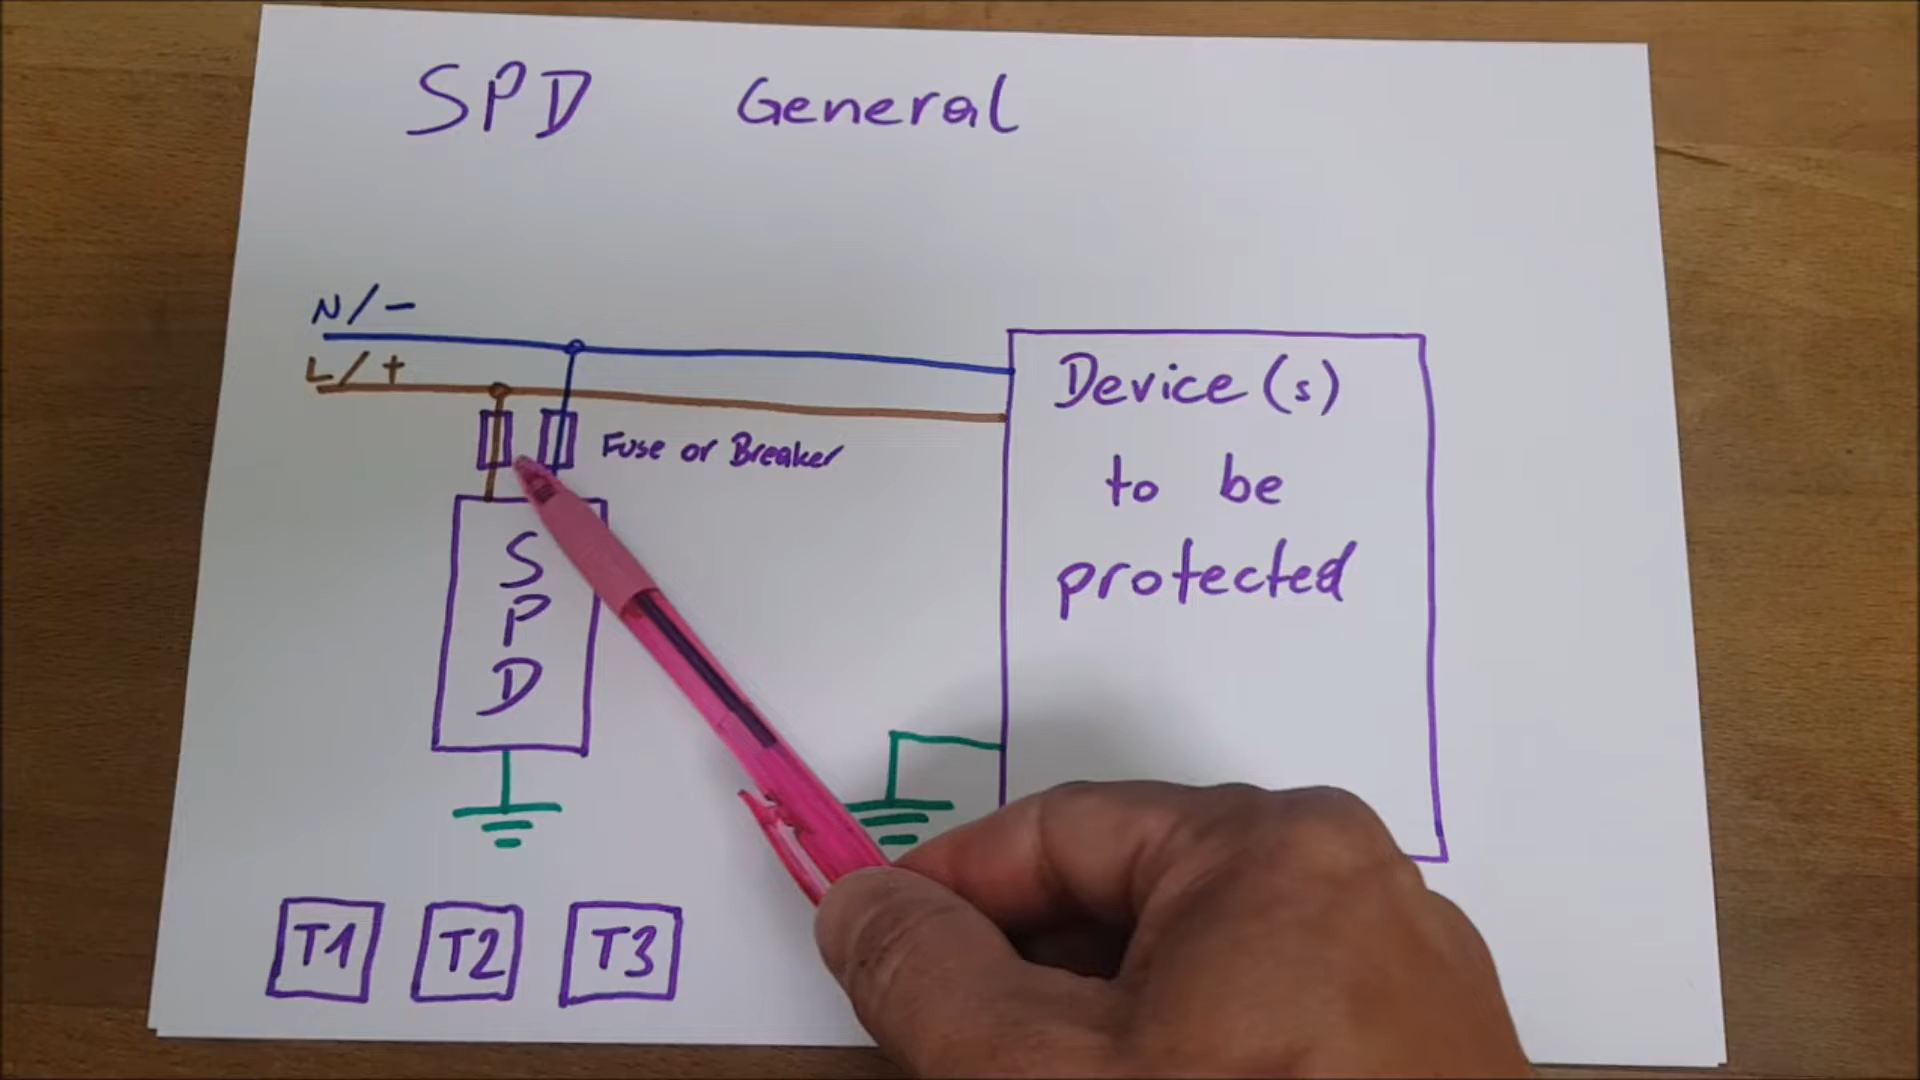 SPD General
N/-
L/+
Fuse or Breaker
SPD
Device(s)
to be
protected
T1 T2 T3